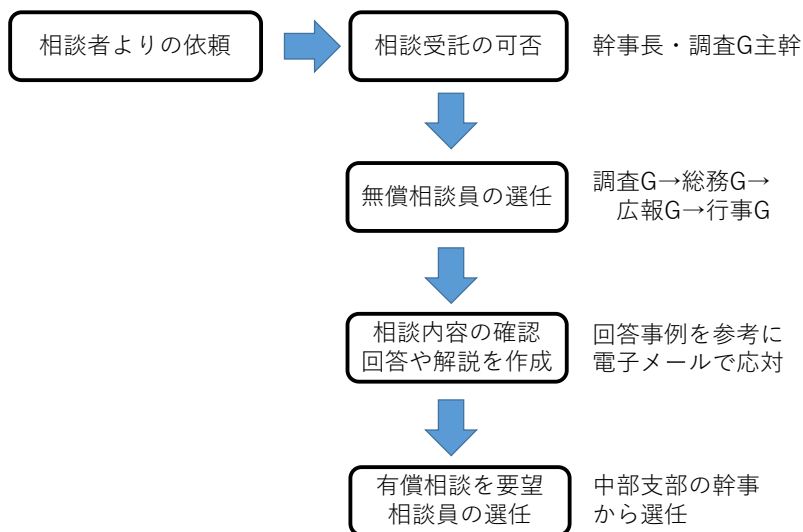 相談者よりの依頼
相談受託の可否
幹事長・調査G主幹
無償相談員の選任
調査G→総務G→
広報G→行事G
相談内容の確認
回答や解説を作成
回答事例を参考に
電子メールで応対
有償相談を要望
相談員の選任
中部支部の幹事
から選任